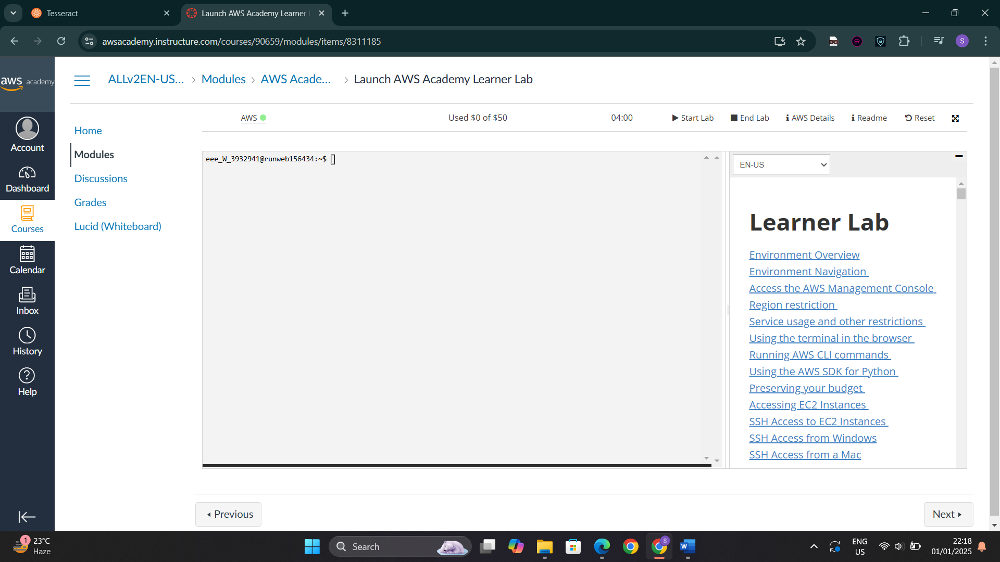 Tesseract
Launch AWS Academy Learner
awsacademy.instructure.com/courses/90659/modules/items/8311185
S
aws academy
ALLv2EN-US... > Modules > AWS Acade... > Launch AWS Academy Learner Lab
AWS
Used $0 of $50
04:00
Start Lab
End Lab
AWS Details
Readme
Reset
Account
Dashboard
Courses
Calendar
Inbox
History
Help
Home
Modules
Discussions
Grades
Lucid (Whiteboard)
eee_W_3932941@runweb156434:~$
EN-US
Learner Lab
Environment Overview
Environment Navigation
Access the AWS Management Console
Region restriction
Service usage and other restrictions
Using the terminal in the browser
Running AWS CLI commands
Using the AWS SDK for Python
Preserving your budget
Accessing EC2 Instances
SSH Access to EC2 Instances
SSH Access from Windows
SSH Access from a Mac
Previous
Next
1
23°C
Haze
Search
S
W
ENG
US
22:18
01/01/2025